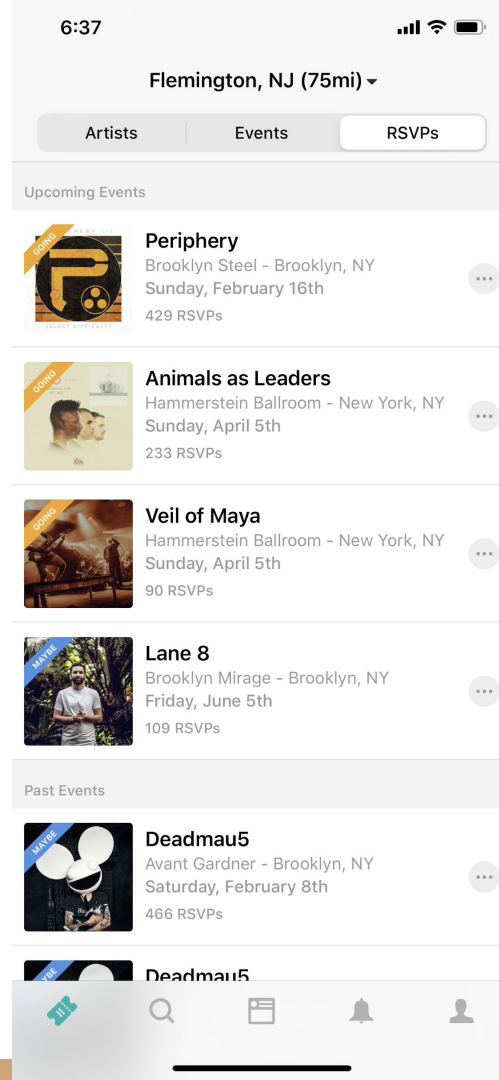 6:37
Flemington, NJ (75mi)
Artists
Events
RSVPs
Upcoming Events
GOING
SELECT DIFFICULTY
Periphery
Brooklyn Steel - Brooklyn, NY
Sunday, February 16th
429 RSVPs
GOING
Animals as Leaders
Hammerstein Ballroom - New York, NY
Sunday, April 5th
233 RSVPs
GOING
Veil of Maya
Hammerstein Ballroom - New York, NY
Sunday, April 5th
90 RSVPs
MAYBE
Lane 8
Brooklyn Mirage - Brooklyn, NY
Friday, June 5th
109 RSVPs
Past Events
MAYBE
Deadmau5
Avant Gardner - Brooklyn, NY
Saturday, February 8th
466 RSVPs
Deadmau5